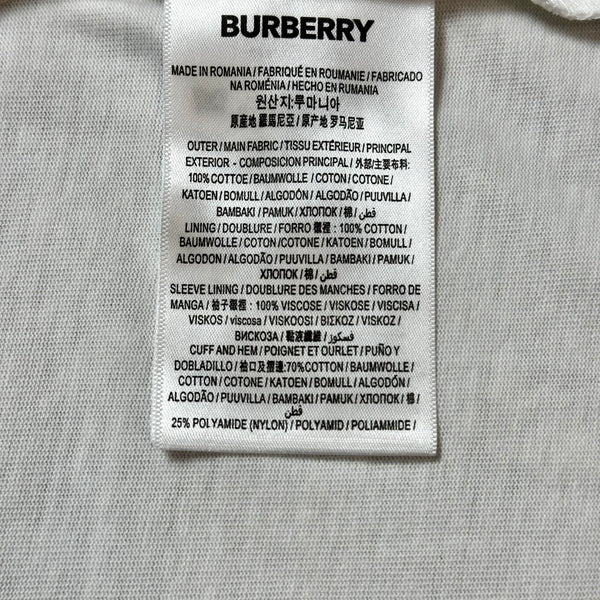 BURBERRY
MADE IN ROMANIA / FABRIQUÉ EN ROUMANIE / FABRICADO
NA ROMÉNIA / HECHO EN RUMANIA
원산지:루마니아
原産地 羅馬尼亞 / 原产地 罗马尼亚
OUTER / MAIN FABRIC / TISSU EXTÉRIEUR / PRINCIPAL
EXTERIOR - COMPOSICION PRINCIPAL / 外部/主要布料:
100% COTTOE / BAUMWOLLE / COTON / COTONE /
KATOEN / BOMULL / ALGODÓN / ALGODÃO / PUUVILLA /
BAMBAKI / PAMUK / ХЛОПОК / 棉 / قطن /
LINING / DOUBLURE / FORRO 襯裡 : 100% COTTON /
BAUMWOLLE / COTON /COTONE / KATOEN / BOMULL /
ALGODON / ALGODÃO / PUUVILLA / BAMBAKI / PAMUK /
ХЛОПОК / 棉 / قطن /
SLEEVE LINING / DOUBLURE DES MANCHES / FORRO DE
MANGA / 袖子襯裡 : 100% VISCOSE / VISKOSE / VISCISA /
VISKOS / viscosa / VISKOOSI / ΒΙΣΚΟΖ / VISKOZ /
ВИСКОЗА / 黏液纖維 / فسكوز /
CUFF AND HEM / POIGNET ET OURLET / PUÑO Y
DOBLADILLO / 袖口及摺邊:70%COTTON / BAUMWOLLE /
COTTON / COTONE / KATOEN / BOMULL / ALGODÓN /
ALGODÃO / PUUVILLA / BAMBAKI / PAMUK / ХЛОПОК / 棉 /
قطن /
25% POLYAMIDE (NYLON) / POLYAMID / POLIAMMIDE /